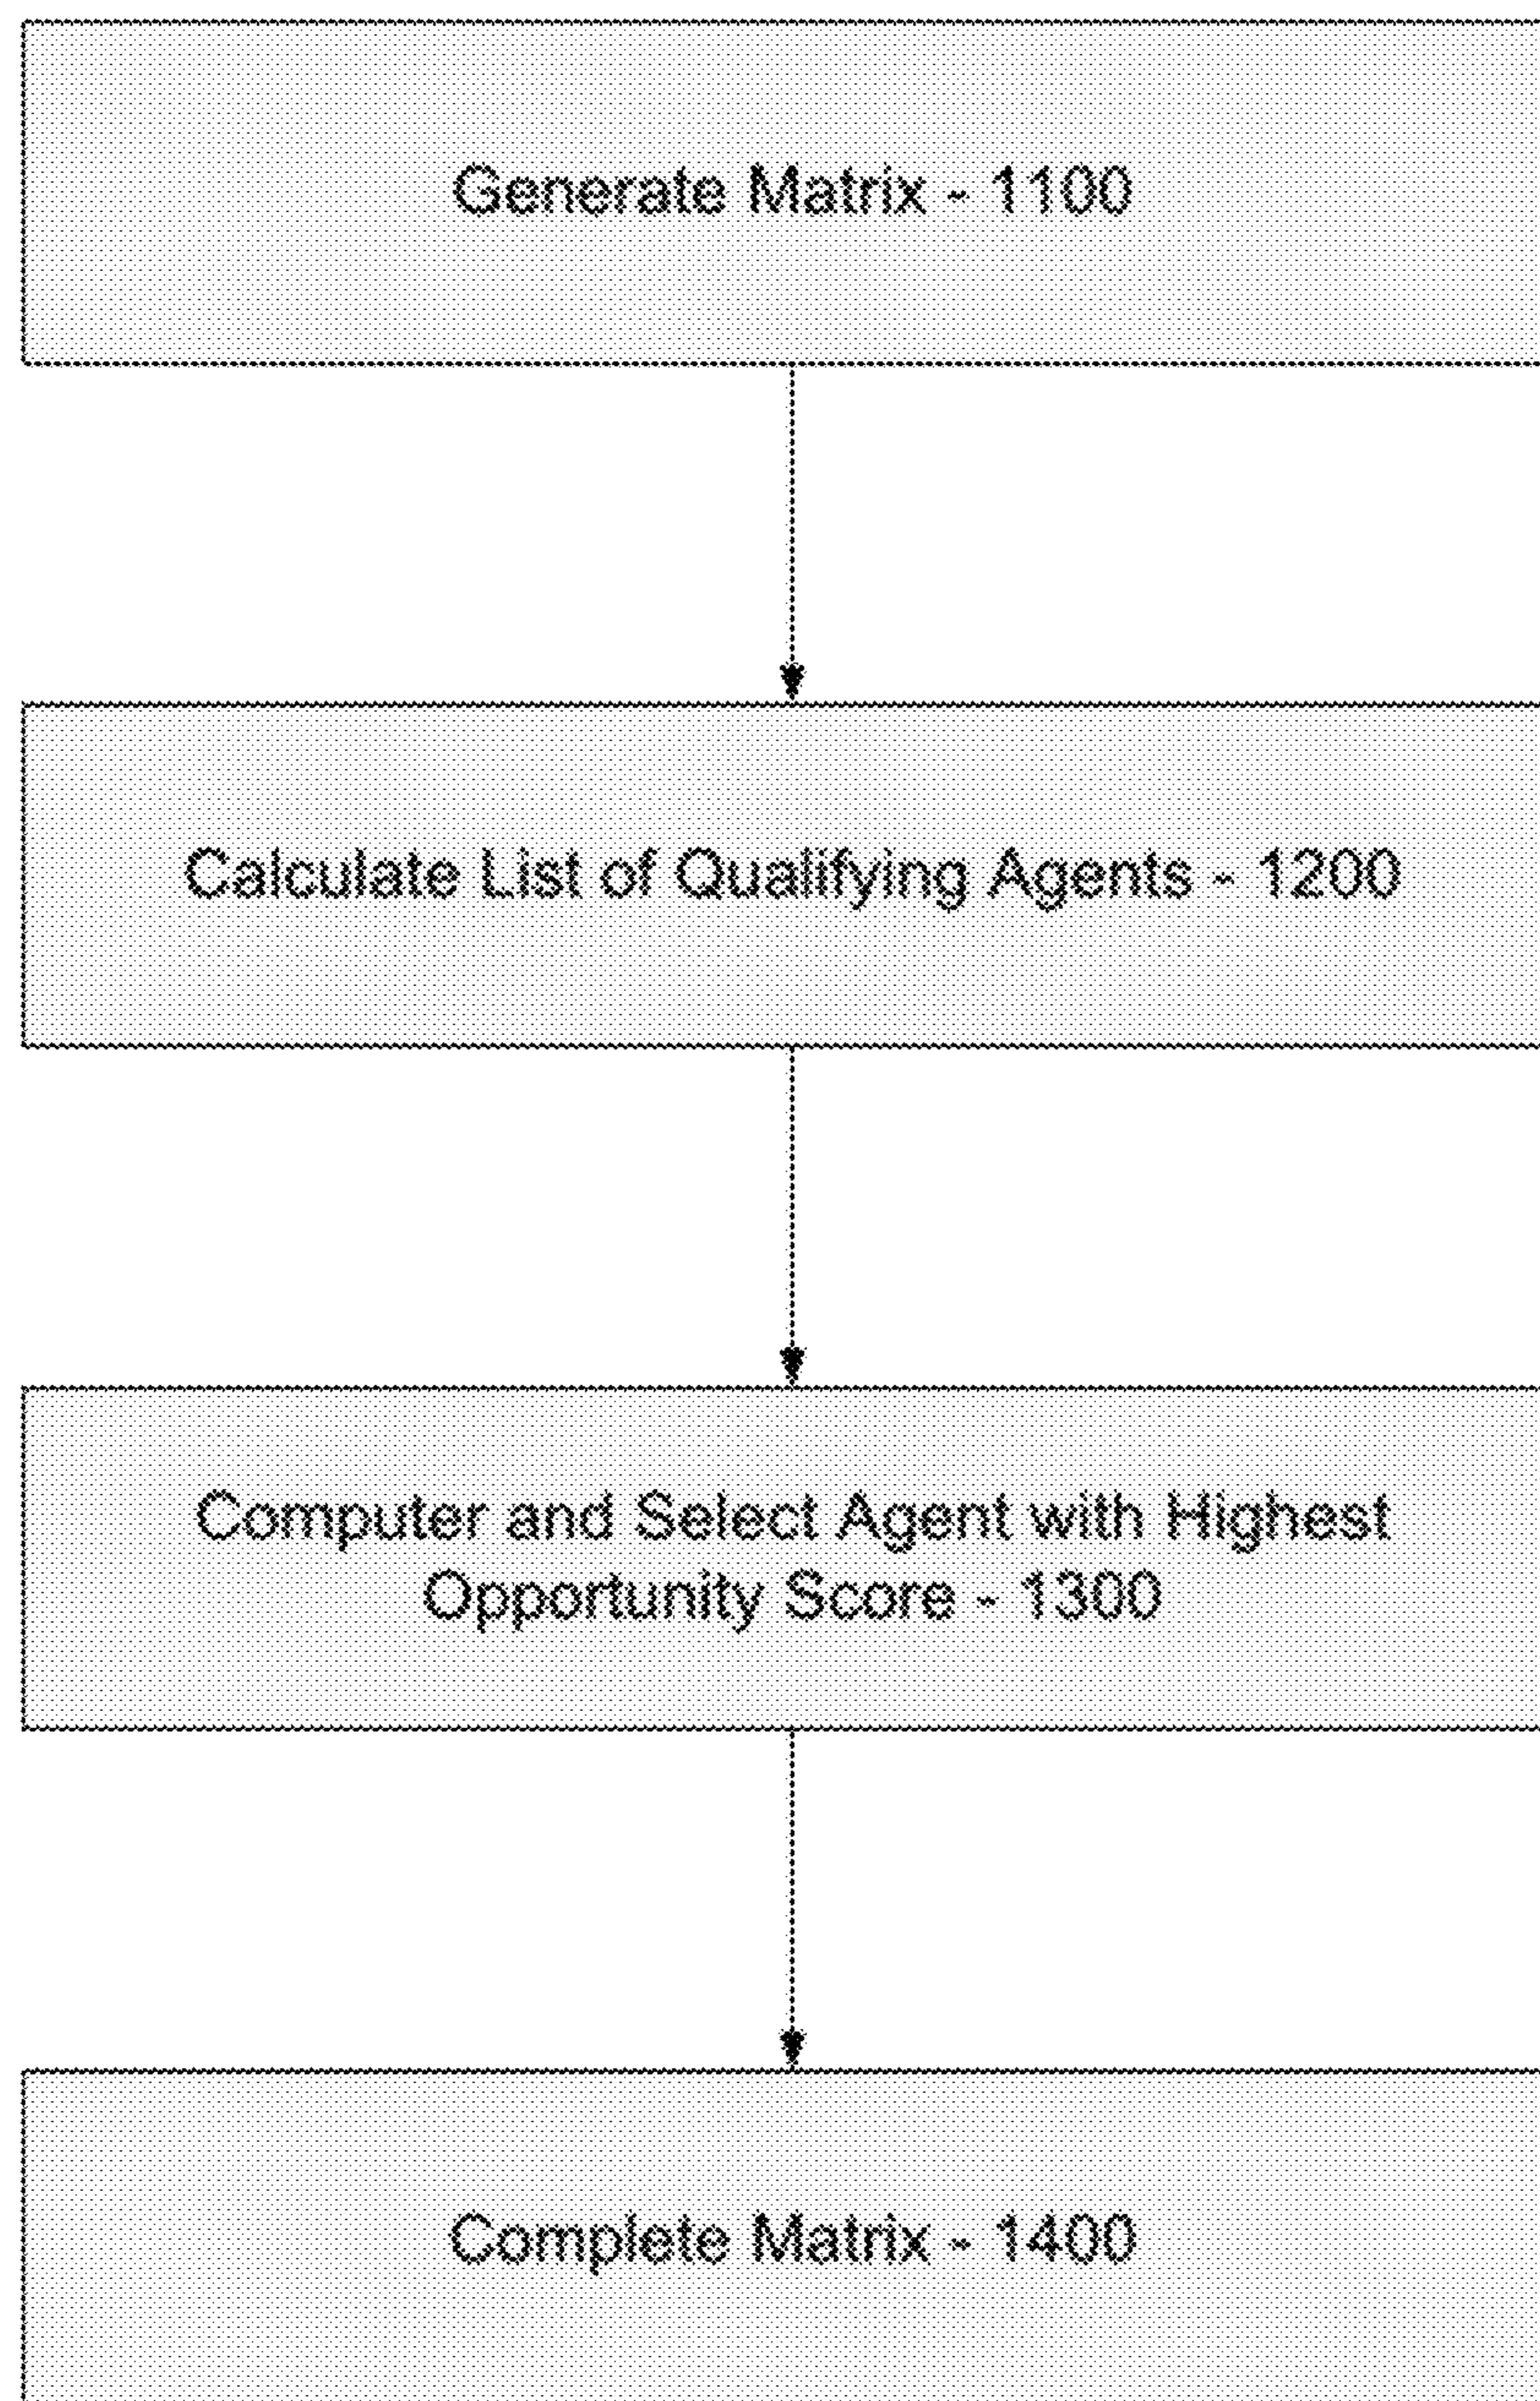 Generate Matrix - 1100
Calculate List of Qualifying Agents - 1200
Computer and Select Agent with Highest
Opportunity Score - 1300
Complete Matrix - 1400